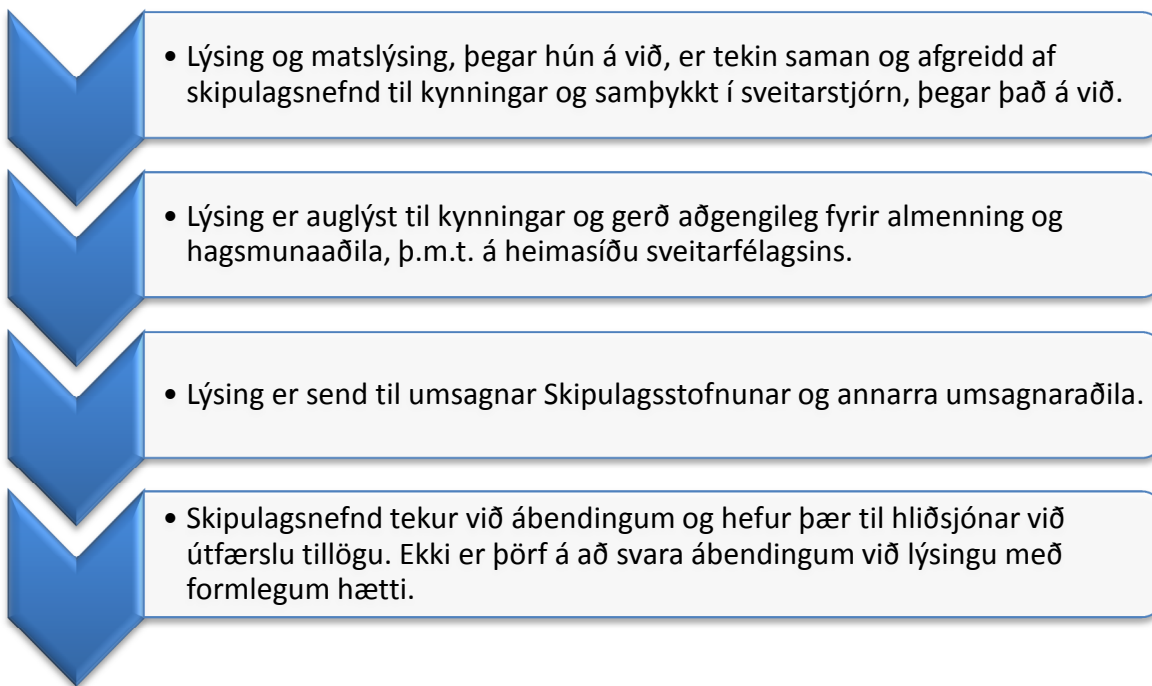 • Lýsing og matslýsing, þegar hún á við, er tekin saman og afgreidd af
skipulagsnefnd til kynningar og samþykkt í sveitarstjórn, þegar það á við.
• Lýsing er auglýst til kynningar og gerð aðgengileg fyrir almenning og
hagsmunaaðila, þ.m.t. á heimasíðu sveitarfélagsins.
• Lýsing er send til umsagnar Skipulagsstofnunar og annarra umsagnaraðila.
• Skipulagsnefnd tekur við ábendingum og hefur þær til hliðsjónar við
útfærslu tillögu. Ekki er þörf á að svara ábendingum við lýsingu með
formlegum hætti.